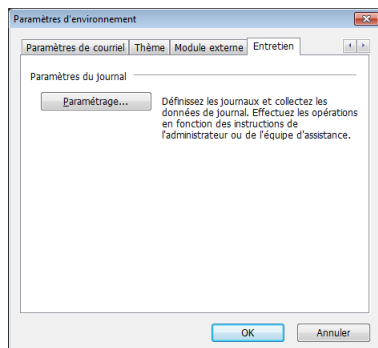 Paramètres d'environnement
Paramètres de courriel Thème Module externe Entretien
Paramètres du journal
Paramétrage...
Définissez les journaux et collectez les
données de journal. Effectuez les opérations
en fonction des instructions de
l'administrateur ou de l'équipe d'assistance.
OK Annuler